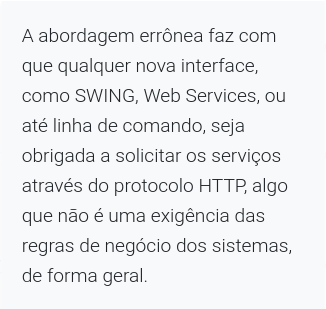 A abordagem errônea faz com
que qualquer nova interface,
como SWING, Web Services, ou
até linha de comando, seja
obrigada a solicitar os serviços
através do protocolo HTTP, algo
que não é uma exigência das
regras de negócio dos sistemas,
de forma geral.